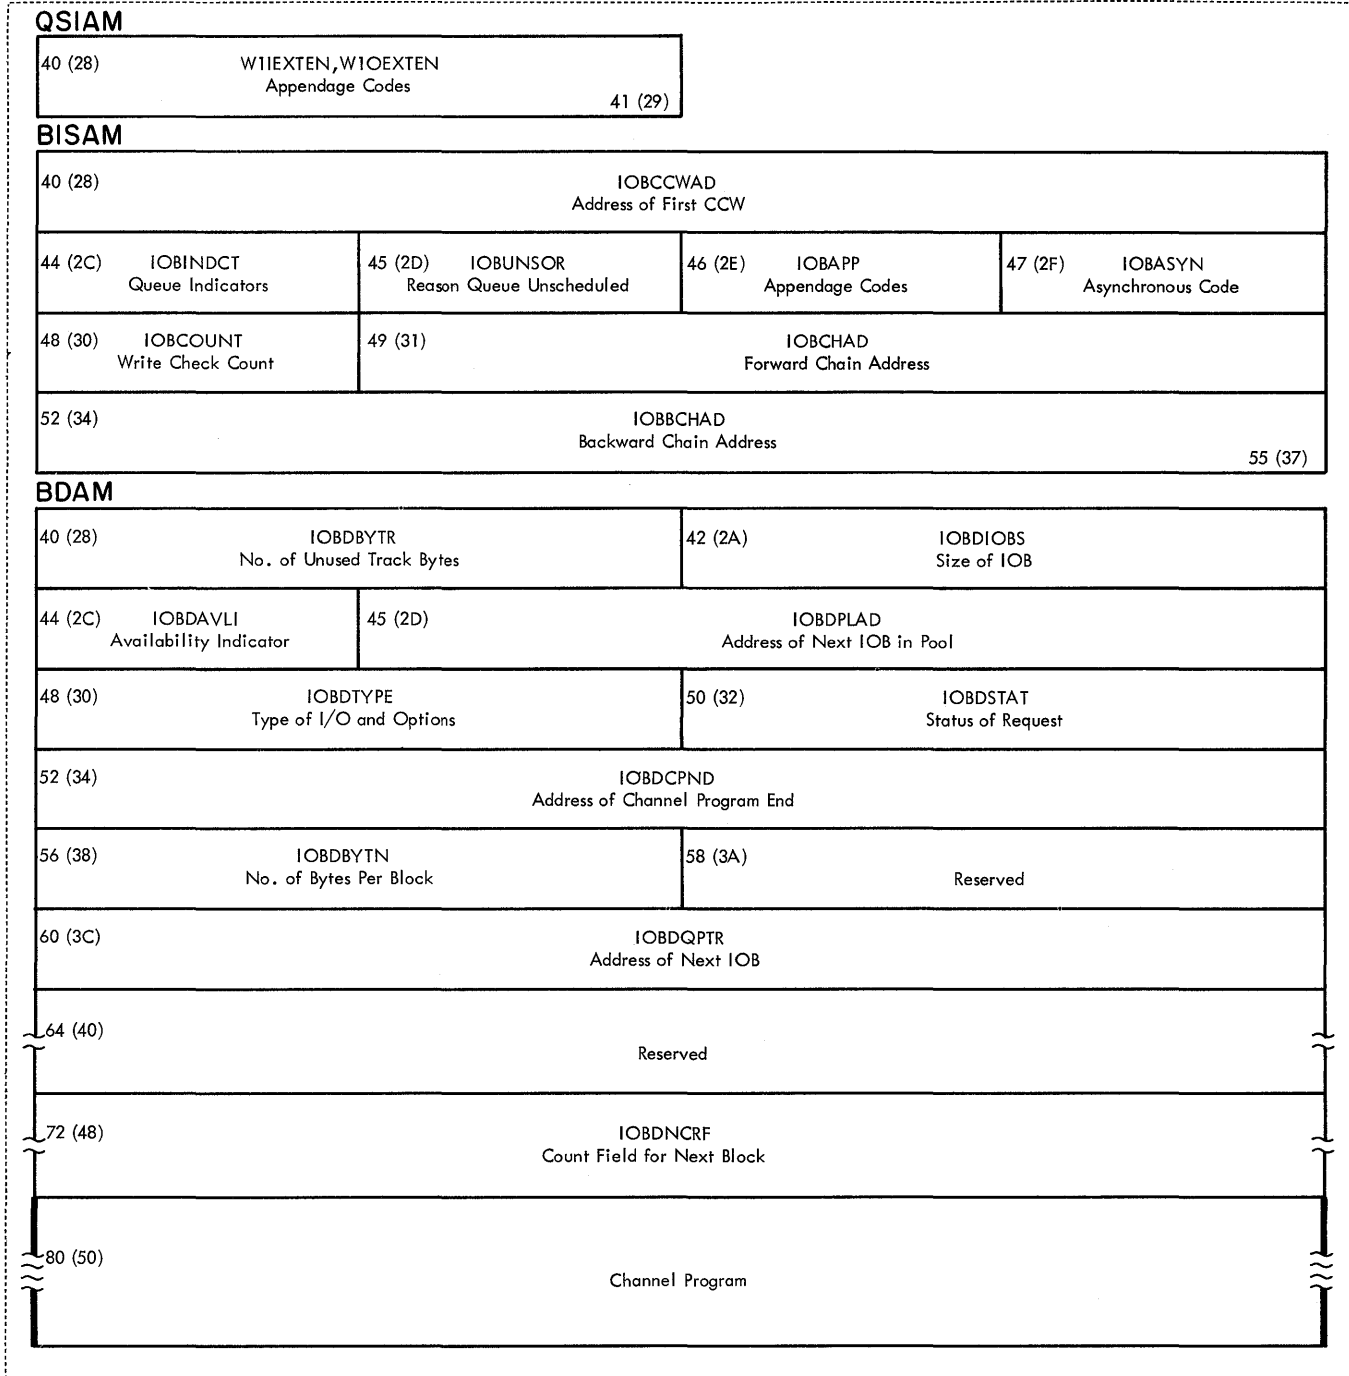 QSIAM
40 (28) W1IEXTEN,W1OEXTEN
Appendage Codes
41 (29)
BISAM
40 (28) IOBCCWAD
Address of First CCW
44 (2C) IOBINDCT
Queue Indicators
45 (2D) IOBUNSOR
Reason Queue Unscheduled
46 (2E) IOBAPP
Appendage Codes
47 (2F) IOBASYN
Asynchronous Code
48 (30) IOBCOUNT
Write Check Count
49 (31) IOBCHAD
Forward Chain Address
52 (34) IOBBCHAD
Backward Chain Address
55 (37)
BDAM
40 (28) IOBDBYTR
No. of Unused Track Bytes
42 (2A) IOBDIOBS
Size of IOB
44 (2C) IOBDAVLI
Availability Indicator
45 (2D) IOBDPLAD
Address of Next IOB in Pool
48 (30) IOBDTYPE
Type of I/O and Options
50 (32) IOBDSTAT
Status of Request
52 (34) IOBDCPND
Address of Channel Program End
56 (38) IOBDBYTN
No. of Bytes Per Block
58 (3A)
Reserved
60 (3C) IOBDQPTR
Address of Next IOB
64 (40)
Reserved
72 (48) IOBDNCRF
Count Field for Next Block
80 (50)
Channel Program